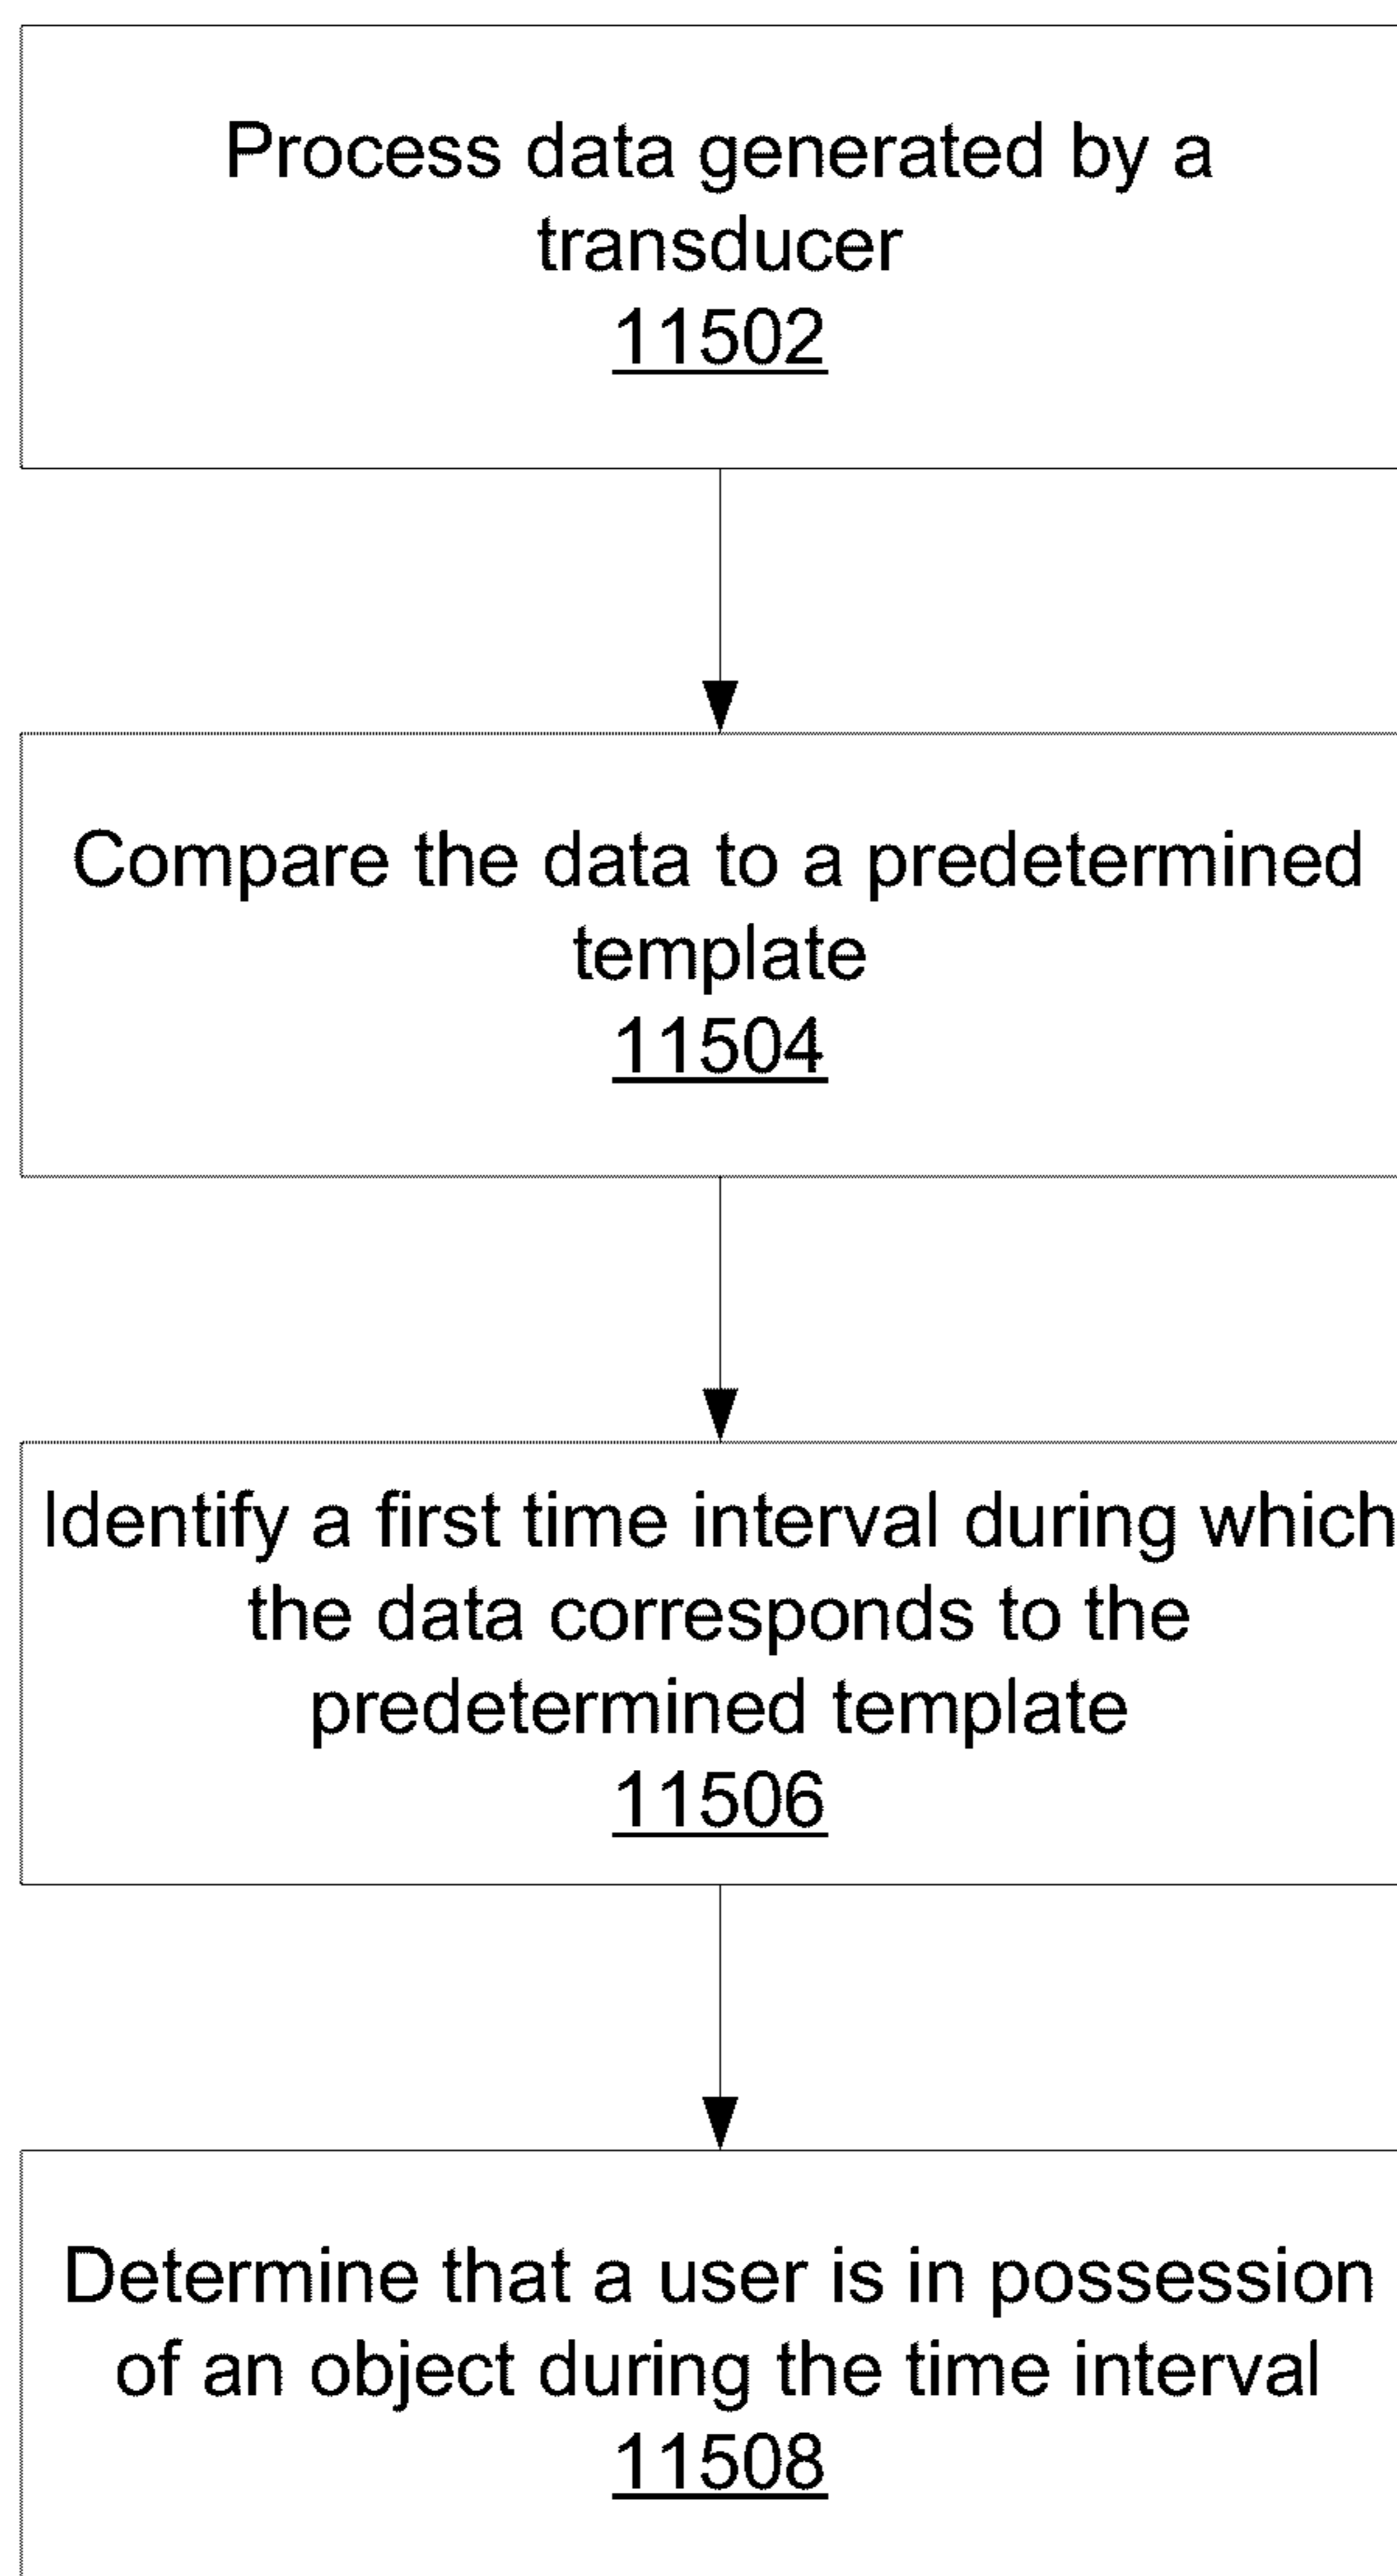 Process data generated by a
transducer
11502
Compare the data to a predetermined
template
11504
Identify a first time interval during which
the data corresponds to the
predetermined template
11506
Determine that a user is in possession
of an object during the time interval
11508